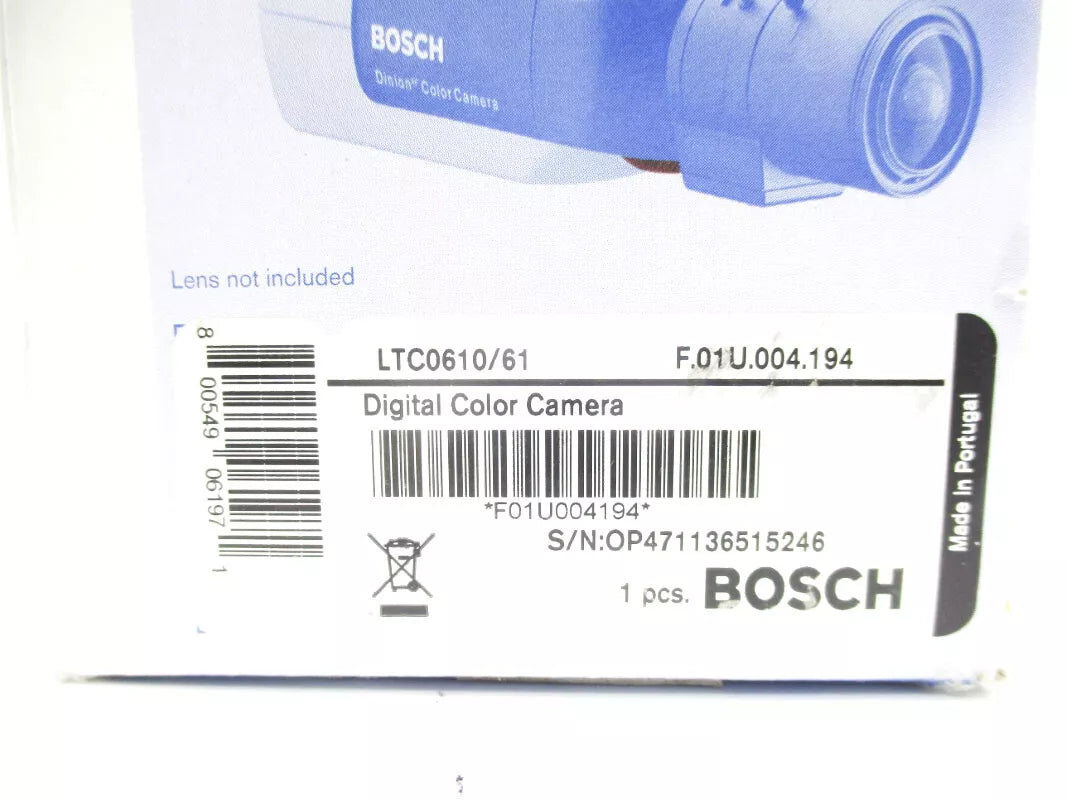 BOSCH
Dinion XF Color Camera
Lens not included
LTC0610/61 F.01U.004.194
Digital Color Camera
*F01U004194*
S/N:OP471136515246
1 pcs. BOSCH
8 00549 06197 1
Made in Portugal